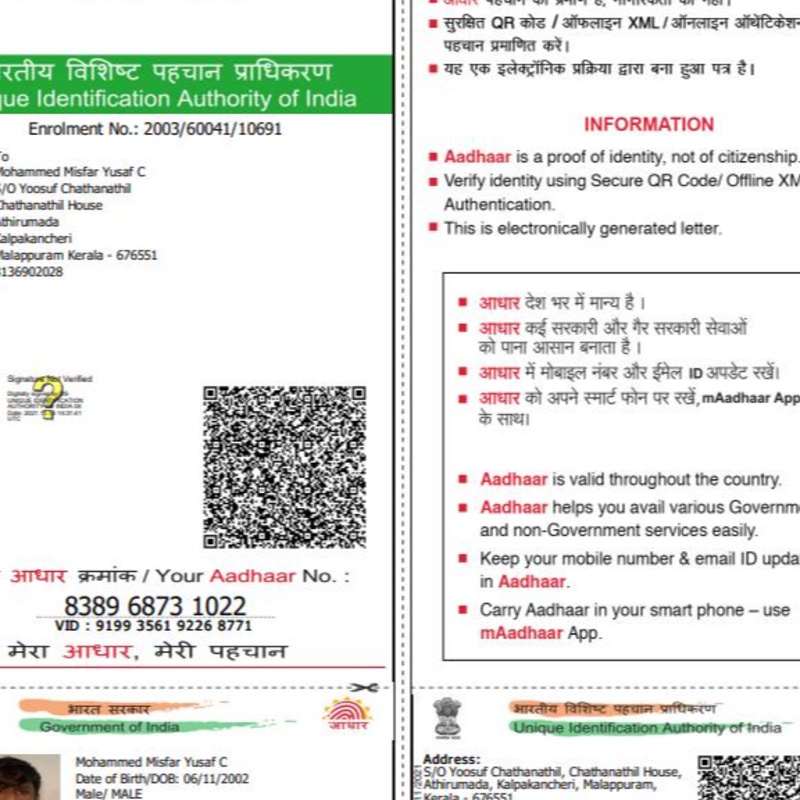 रतीय विशिष्ट पहचान प्राधिकरण
que Identification Authority of India
Enrolment No.: 2003/60041/10691
To
Mohammed Misfar Yusaf C
S/O Yoosuf Chathanathil
Chathanathil House
Athirumada
Kalpakancheri
Malappuram Kerala - 676551
8136902028
Signature Not Verified
आधार क्रमांक / Your Aadhaar No. :
8389 6873 1022
VID : 9199 3561 9226 8771
मेरा आधार, मेरी पहचान
भारत सरकार
Government of India
आधार
Mohammed Misfar Yusaf C
Date of Birth/DOB: 06/11/2002
Male/ MALE
आधार पहचान का प्रमाण है, नागरिकता का नहीं।
सुरक्षित QR कोड / ऑफलाइन XML / ऑनलाइन ऑथेंटिकेशन
पहचान प्रमाणित करें।
यह एक इलेक्ट्रॉनिक प्रक्रिया द्वारा बना हुआ पत्र है।
INFORMATION
Aadhaar is a proof of identity, not of citizenship.
Verify identity using Secure QR Code/ Offline XM
Authentication.
This is electronically generated letter.
आधार देश भर में मान्य है ।
आधार कई सरकारी और गैर सरकारी सेवाओं
को पाना आसान बनाता है ।
आधार में मोबाइल नंबर और ईमेल ID अपडेट रखें।
आधार को अपने स्मार्ट फोन पर रखें, mAadhaar App
के साथ।
Aadhaar is valid throughout the country.
Aadhaar helps you avail various Governme
and non-Government services easily.
Keep your mobile number & email ID upda
in Aadhaar.
Carry Aadhaar in your smart phone – use
mAadhaar App.
भारतीय विशिष्ट पहचान प्राधिकरण
Unique Identification Authority of India
Address:
S/O Yoosuf Chathanathil, Chathanathil House,
Athirumada, Kalpakancheri, Malappuram,
Kerala - 676551